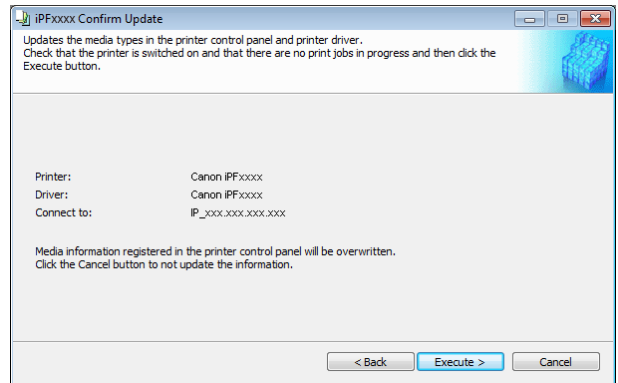 iPFxxxx Confirm Update
Updates the media types in the printer control panel and printer driver.
Check that the printer is switched on and that there are no print jobs in progress and then click the
Execute button.
Printer: Canon iPFxxxx
Driver: Canon iPFxxxx
Connect to: IP_xxx.xxx.xxx.xxx
Media information registered in the printer control panel will be overwritten.
Click the Cancel button to not update the information.
< Back Execute > Cancel